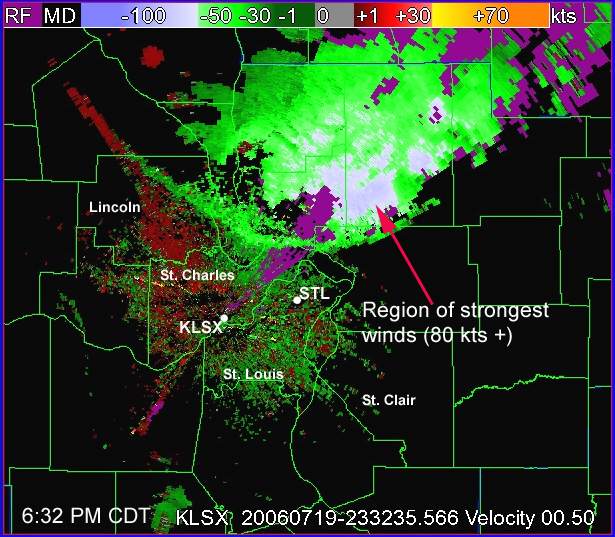 RF MD -100 -50 -30 -1 0 +1 +30 +70 kts
Lincoln
St. Charles
STL
Region of strongest
winds (80 kts +)
KLSX
St. Louis
St. Clair
6:32 PM CDT KLSX 20060719-233235.566 Velocity 00.50